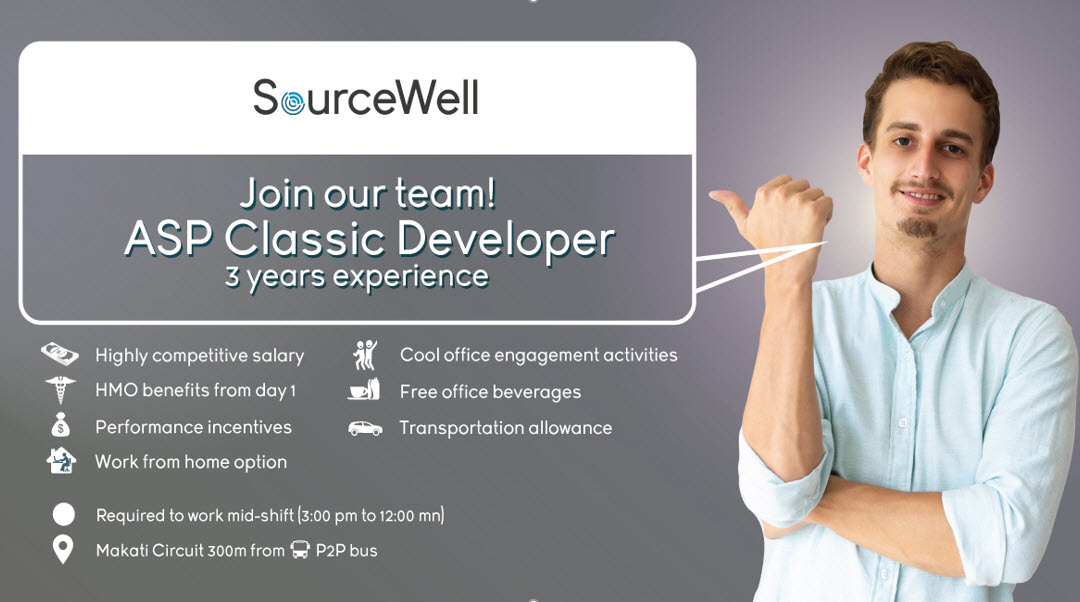 SourceWell
Join our team!
ASP Classic Developer
3 years experience
Highly competitive salary
HMO benefits from day 1
Performance incentives
Work from home option
Cool office engagement activities
Free office beverages
Transportation allowance
Required to work mid-shift (3:00 pm to 12:00 mn)
Makati Circuit 300m from P2P bus